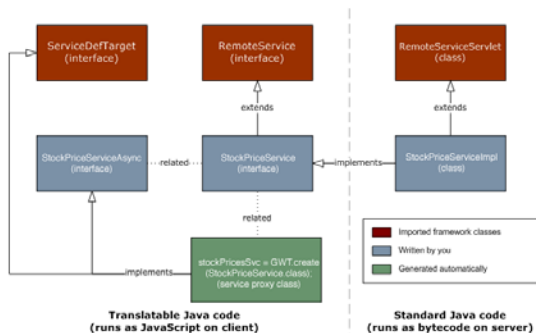 ServiceDefTarget
(interface)
RemoteService
(interface)
RemoteServiceServlet
(class)
extends
extends
StockPriceServiceAsync
(interface)
related
StockPriceService
(interface)
implements
StockPriceServiceImpl
(class)
related
stockPricesSvc = GWT.create
(StockPriceService.class);
(service proxy class)
implements
Imported framework classes
Written by you
Generated automatically
Translatable Java code
(runs as JavaScript on client)
Standard Java code
(runs as bytecode on server)